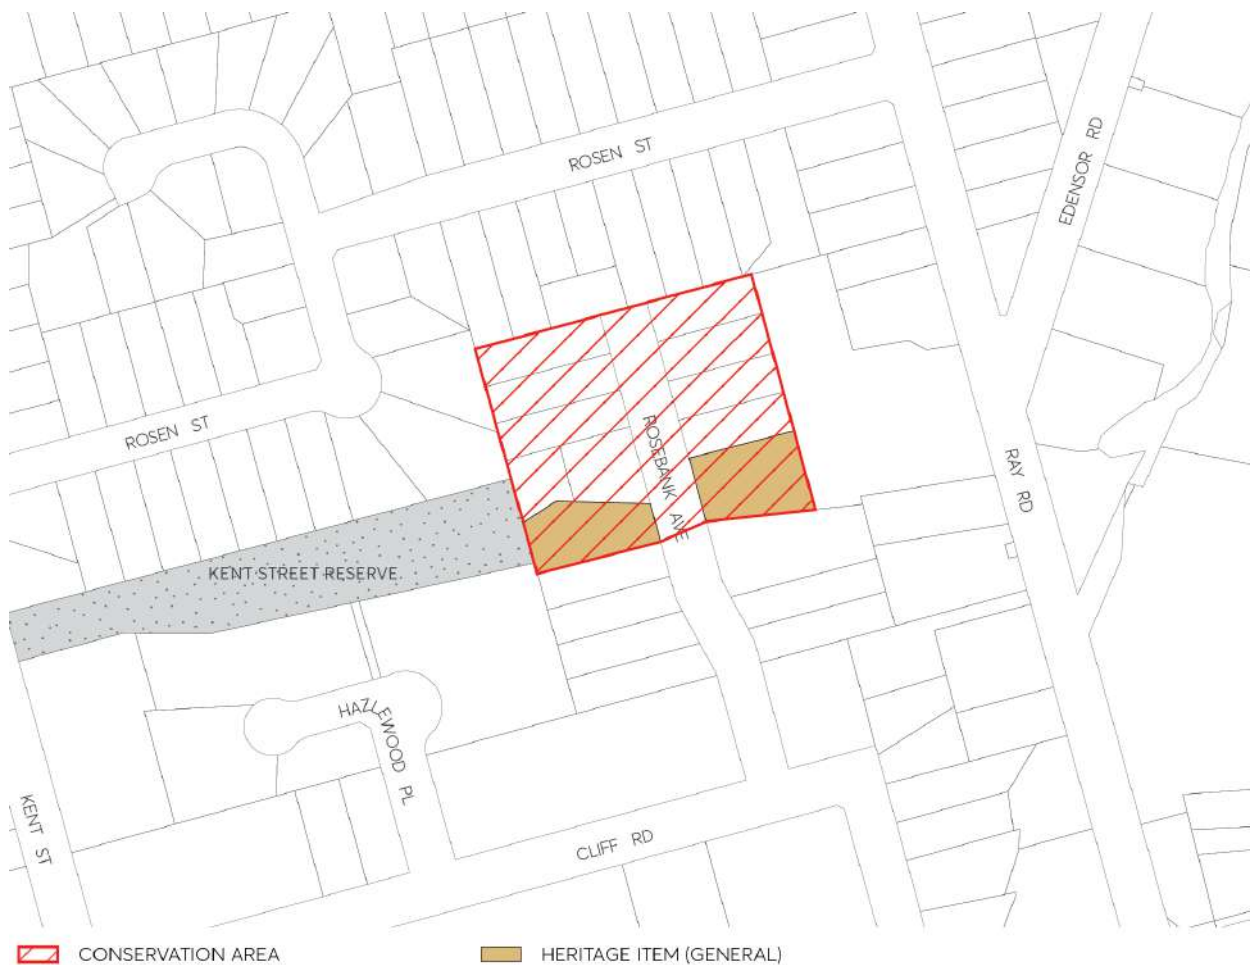 ROSEN ST
EDENSOR RD
ROSEN ST
ROSEBANK AVE
RAY RD
KENT STREET RESERVE
HAZLEWOOD PL
KENT ST
CLIFF RD
CONSERVATION AREA
HERITAGE ITEM (GENERAL)